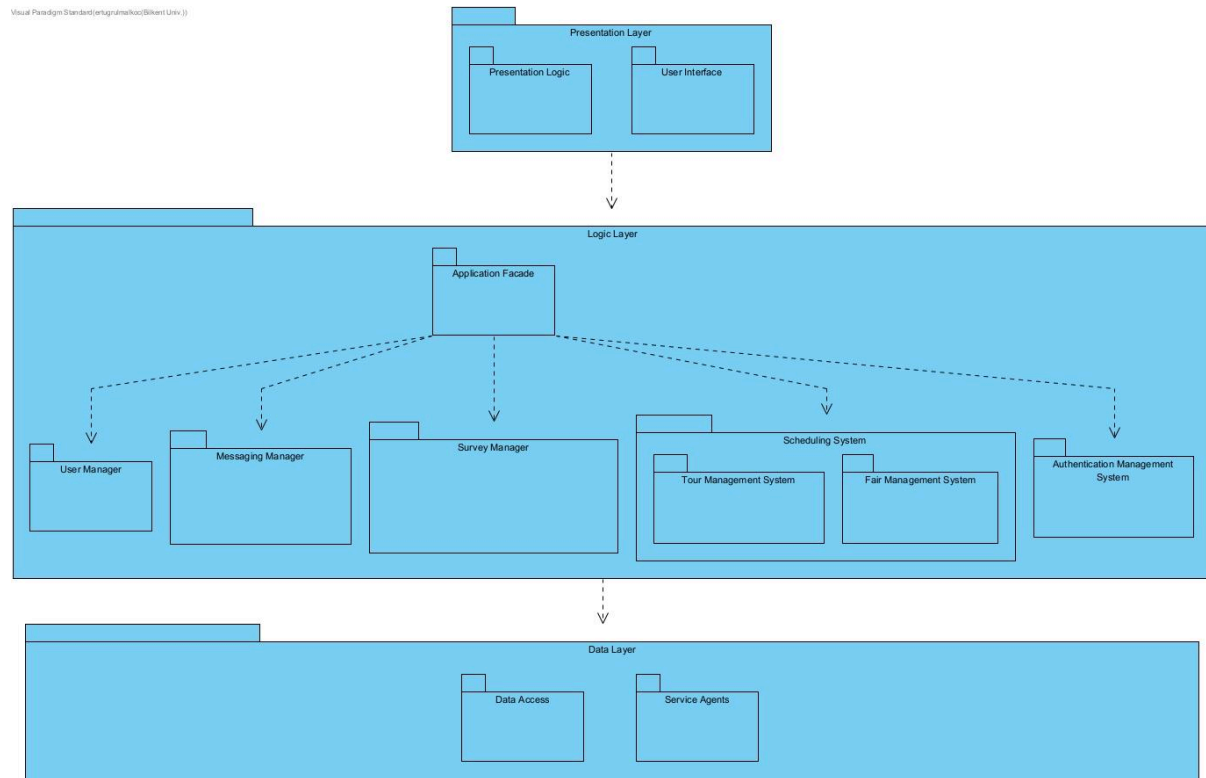 Visual Paradigm Standard(ertugrulmalkoc(Bilkent Univ.))
Presentation Layer
Presentation Logic
User Interface
Logic Layer
Application Facade
User Manager
Messaging Manager
Survey Manager
Scheduling System
Tour Management System
Fair Management System
Authentication Management
System
Data Layer
Data Access
Service Agents